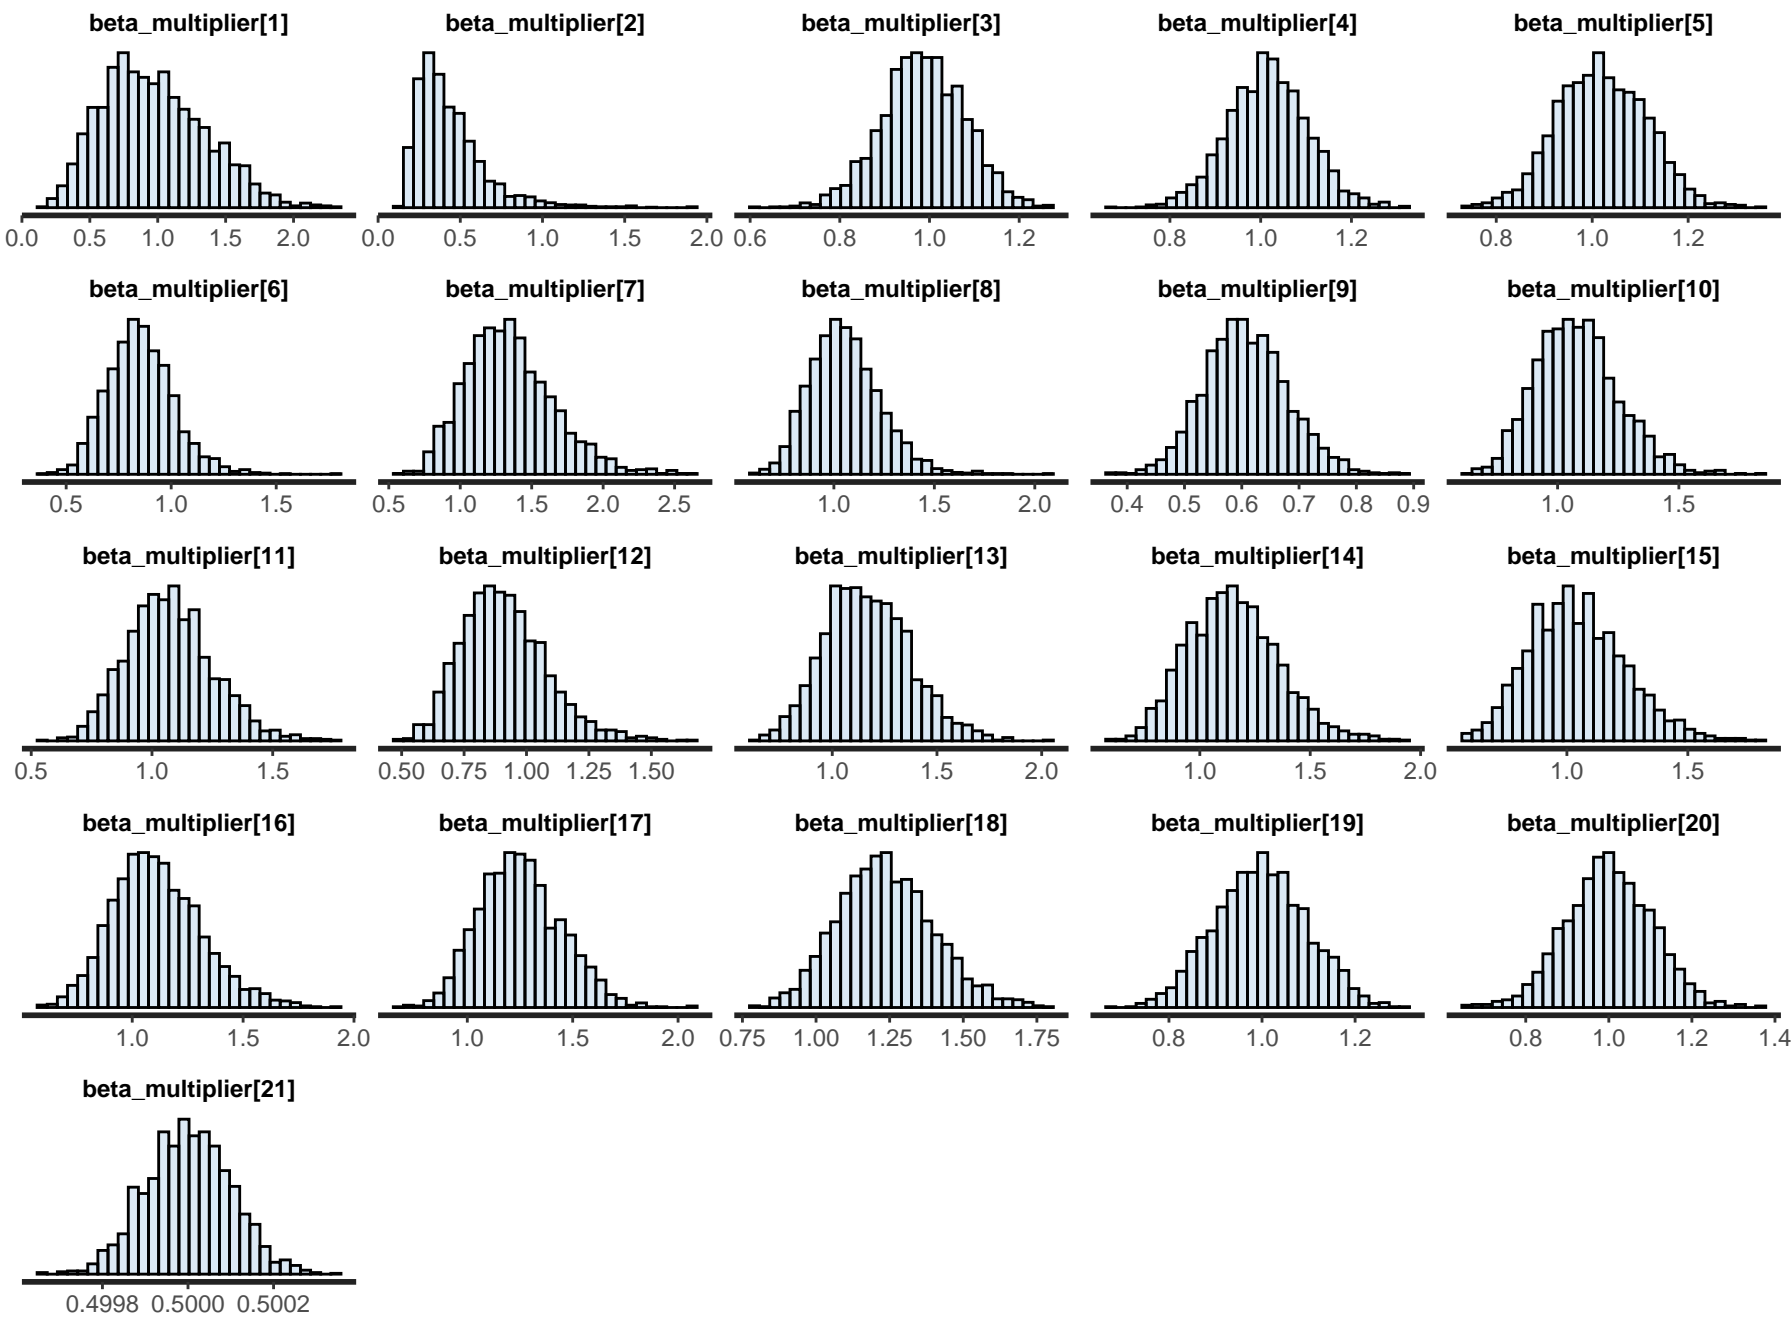 beta_multiplier[1] beta_multiplier[2] beta_multiplier[3] beta_multiplier[4] beta_multiplier[5]
0.0 0.5 1.0 1.5 2.0 0.0 0.5 1.0 1.5 2.0 0.6 0.8 1.0 1.2 0.8 1.0 1.2 0.8 1.0 1.2
beta_multiplier[6] beta_multiplier[7] beta_multiplier[8] beta_multiplier[9] beta_multiplier[10]
0.5 1.0 1.5 0.5 1.0 1.5 2.0 2.5 1.0 1.5 2.0 0.4 0.5 0.6 0.7 0.8 0.9 1.0 1.5
beta_multiplier[11] beta_multiplier[12] beta_multiplier[13] beta_multiplier[14] beta_multiplier[15]
0.5 1.0 1.5 0.50 0.75 1.00 1.25 1.50 1.0 1.5 2.0 1.0 1.5 2.0 1.0 1.5
beta_multiplier[16] beta_multiplier[17] beta_multiplier[18] beta_multiplier[19] beta_multiplier[20]
1.0 1.5 2.0 1.0 1.5 2.0 0.75 1.00 1.25 1.50 1.75 0.8 1.0 1.2 0.8 1.0 1.2 1.4
beta_multiplier[21]
0.4998 0.5000 0.5002